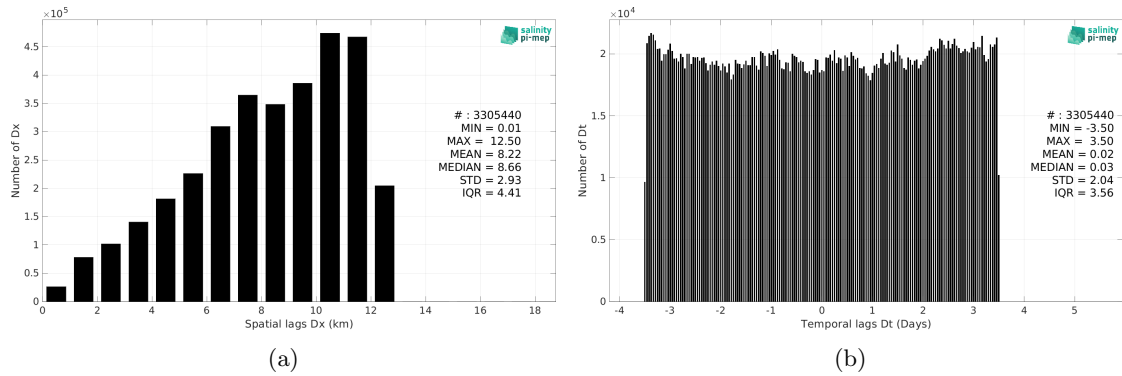 ×10⁵
4.5
4
3.5
3
2.5
2
1.5
1
0.5
0
Number of Dx
0 2 4 6 8 10 12 14 16 18
Spatial lags Dx (km)
salinity
pi-mep
# : 3305440
MIN = 0.01
MAX = 12.50
MEAN = 8.22
MEDIAN = 8.66
STD = 2.93
IQR = 4.41
(a)
×10⁴
2
1.5
1
0.5
0
Number of Dt
-4 -3 -2 -1 0 1 2 3 4 5
Temporal lags Dt (Days)
salinity
pi-mep
# : 3305440
MIN = -3.50
MAX = 3.50
MEAN = 0.02
MEDIAN = 0.03
STD = 2.04
IQR = 3.56
(b)